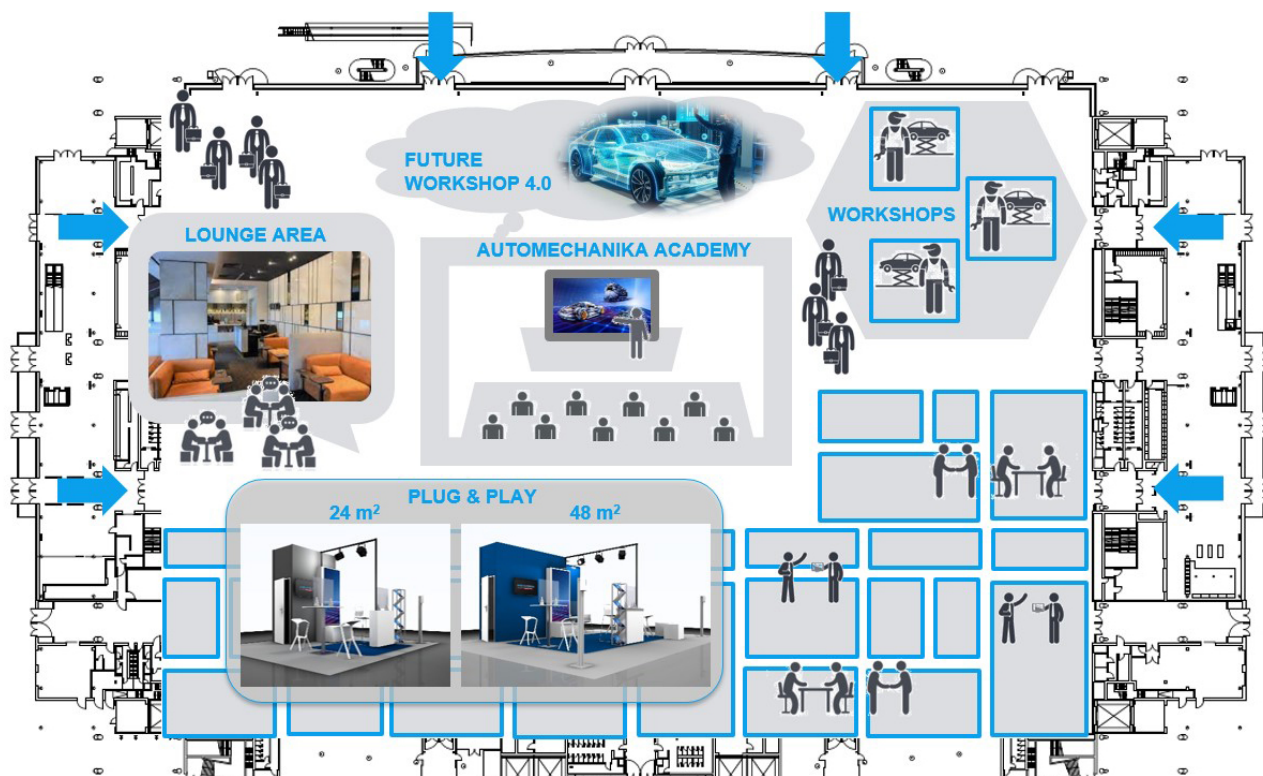 FUTURE
WORKSHOP 4.0
WORKSHOPS
LOUNGE AREA
AUTOMECHANIKA ACADEMY
PLUG & PLAY
24 m²
48 m²